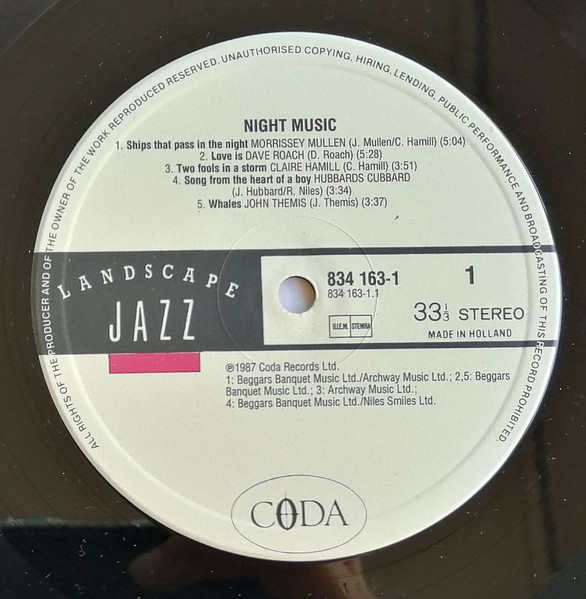 ALL RIGHTS OF THE PRODUCER AND OF THE OWNER OF THE WORK REPRODUCED RESERVED. UNAUTHORISED COPYING, HIRING, LENDING, PUBLIC PERFORMANCE AND BROADCASTING OF THIS RECORD PROHIBITED.
NIGHT MUSIC
1. Ships that pass in the night MORRISSEY MULLEN (J. Mullen/C. Hamill) (5:04)
2. Love is DAVE ROACH (D. Roach) (5:28)
3. Two fools in a storm CLAIRE HAMILL (C. Hamill) (3:51)
4. Song from the heart of a boy HUBBARDS CUBBARD
(J. Hubbard/R. Niles) (3:34)
5. Whales JOHN THEMIS (J. Themis) (3:37)
LANDSCAPE
JAZZ
834 163-1
834 163-1.1
1
B.I.E.M. STEMRA
33 1/3 STEREO
MADE IN HOLLAND
℗1987 Coda Records Ltd.
1: Beggars Banquet Music Ltd./Archway Music Ltd.; 2,5: Beggars
Banquet Music Ltd.; 3: Archway Music Ltd.;
4: Beggars Banquet Music Ltd./Niles Smiles Ltd.
CODA